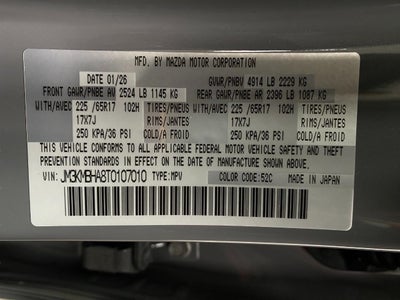 MFD. BY MAZDA MOTOR CORPORATION
DATE 01/26 GVWR/PNBV 4914 LB 2229 KG
FRONT GAWR/PNBE AV 2524 LB 1145 KG REAR GAWR/PNBE AR 2396 LB 1087 KG
WITH/AVEC 225 /65R17 102H TIRES/PNEUS WITH/AVEC 225 /65R17 102H TIRES/PNEUS
17X7J RIMS/JANTES 17X7J RIMS/JANTES
250 KPA/36 PSI COLD/A FROID 250 KPA/36 PSI COLD/A FROID
THIS VEHICLE CONFORMS TO ALL APPLICABLE FEDERAL MOTOR VEHICLE SAFETY AND THEFT
PREVENTION STANDARDS IN EFFECT ON THE DATE OF MANUFACTURE SHOWN ABOVE.
VIN: JM3KMBHA8T0107010 TYPE:MPV COLOR CODE:52C MADE IN JAPAN